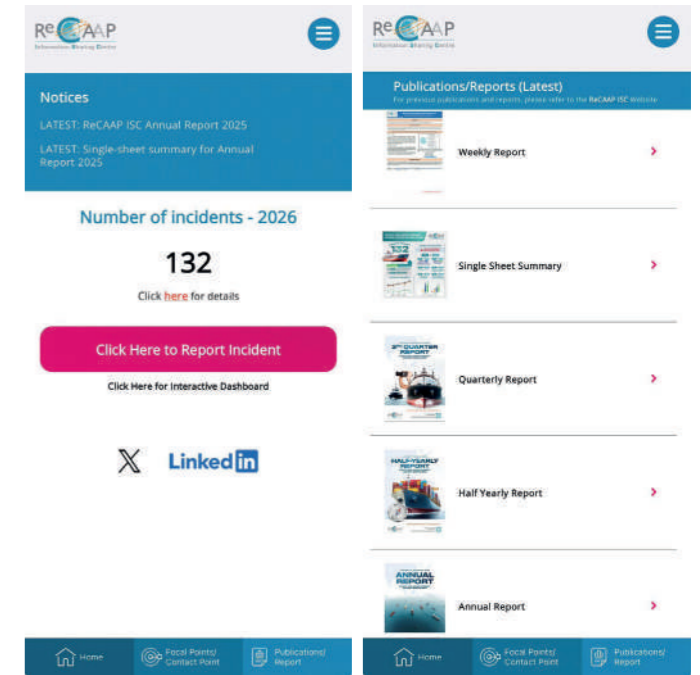 ReCAAP
Information Sharing Centre
Notices
LATEST: ReCAAP ISC Annual Report 2025
LATEST: Single-sheet summary for Annual
Report 2025
Number of incidents - 2026
132
Click here for details
Click Here to Report Incident
Click Here for Interactive Dashboard
X
Linked in
Home
Focal Points/
Contact Point
Publications/
Report
ReCAAP
Information Sharing Centre
Publications/Reports (Latest)
For previous publications and reports, please refer to the ReCAAP ISC Website
Weekly Report
132
Single Sheet Summary
QUARTER
REPORT
Quarterly Report
HALF-YEARLY
REPORT
Half Yearly Report
ANNUAL
REPORT
Annual Report
Home
Focal Points/
Contact Point
Publications/
Report